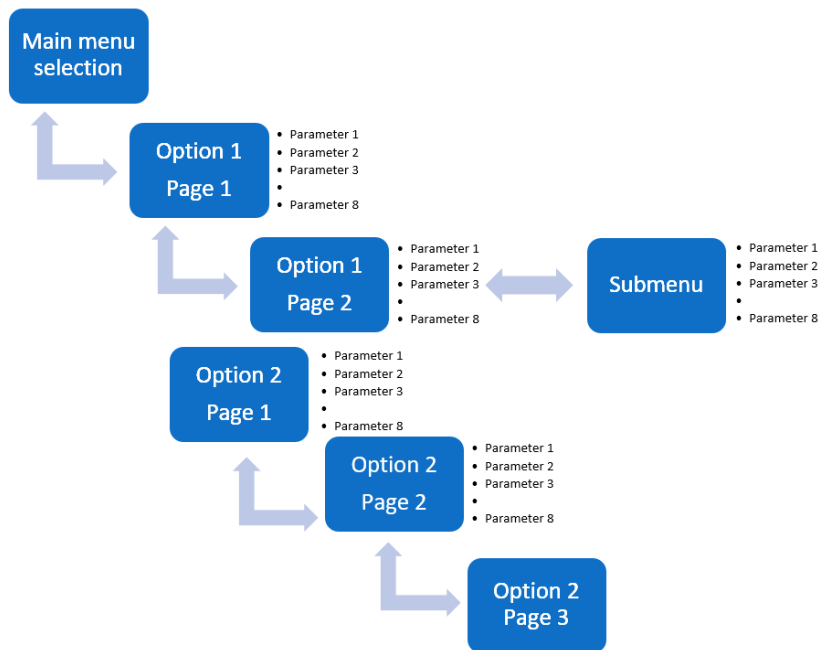 Main menu
selection
Option 1
Page 1
• Parameter 1
• Parameter 2
• Parameter 3
•
• Parameter 8
Option 1
Page 2
• Parameter 1
• Parameter 2
• Parameter 3
•
• Parameter 8
Submenu
• Parameter 1
• Parameter 2
• Parameter 3
•
• Parameter 8
Option 2
Page 1
• Parameter 1
• Parameter 2
• Parameter 3
•
• Parameter 8
Option 2
Page 2
• Parameter 1
• Parameter 2
• Parameter 3
•
• Parameter 8
Option 2
Page 3